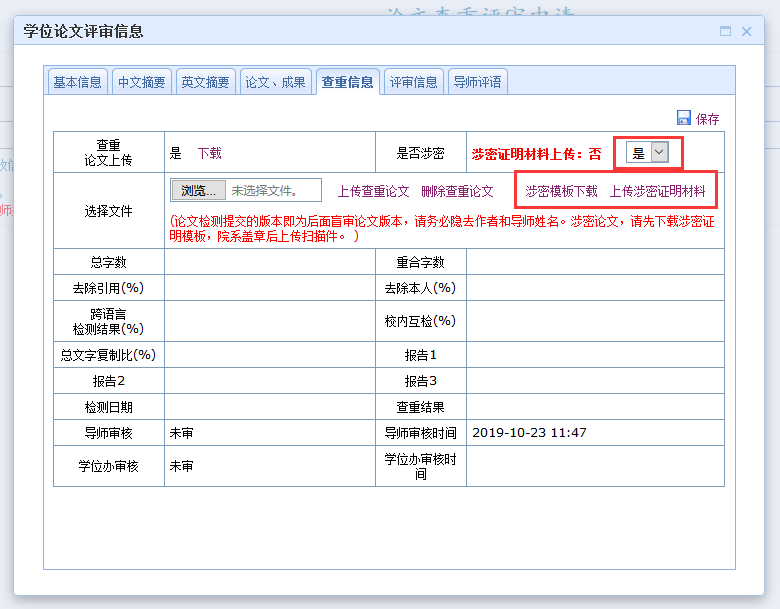 论文查重评审申请
学位论文评审信息
基本信息 中文摘要 英文摘要 论文、成果 查重信息 评审信息 导师评语
保存
查重
论文上传
是 下载
是否涉密
涉密证明材料上传：否 是
选择文件
浏览... 未选择文件。 上传查重论文 删除查重论文 涉密模板下载 上传涉密证明材料
(论文检测提交的版本即为后面盲审论文版本，请务必隐去作者和导师姓名。涉密论文，请先下载涉密证
明模板，院系盖章后上传扫描件。 )
总字数 重合字数
去除引用(%) 去除本人(%)
跨语言
检测结果(%)
校内互检(%)
总文字复制比(%) 报告1
报告2 报告3
检测日期 查重结果
导师审核 未审 导师审核时间 2019-10-23 11:47
学位办审核 未审
学位办审核时
间